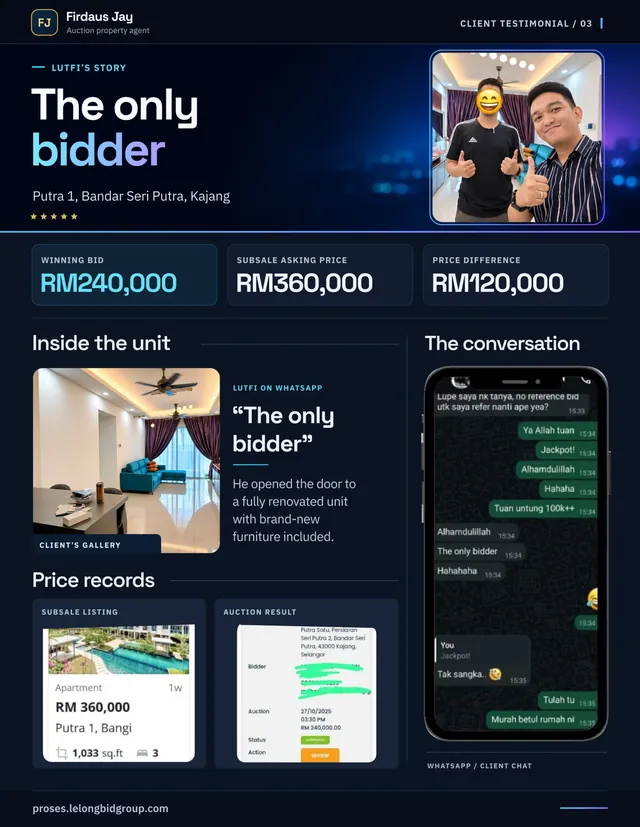 FJ
Firdaus Jay
Auction property agent
CLIENT TESTIMONIAL / 03
LUTFI'S STORY
The only
bidder
Putra 1, Bandar Seri Putra, Kajang
WINNING BID
RM240,000
SUBSALE ASKING PRICE
RM360,000
PRICE DIFFERENCE
RM120,000
Inside the unit
CLIENT'S GALLERY
LUTFI ON WHATSAPP
“The only
bidder”
He opened the door to
a fully renovated unit
with brand-new
furniture included.
Price records
SUBSALE LISTING
Apartment 1w
RM 360,000
Putra 1, Bangi
1,033 sq.ft 3
AUCTION RESULT
Putra Satu, Persiaran
Seri Putra 2, Bandar Seri
Putra, 43000 Kajang,
Selangor
Bidder
Auction 27/10/2025
03:30 PM
RM 240,000.00
Status
Action
The conversation
Lupe saya nk tanya, no reference bid
utk saya refer nanti ape yea? 15:33
Ya Allah tuan 15:34
Jackpot! 15:34
Alhamdulillah 15:34
Hahaha 15:34
Tuan untung 100k++ 15:34
Alhamdulillah 15:34
The only bidder 15:34
Hahahaha 15:34
15:34
You
Jackpot!
Tak sangka.. 15:35
Tulah tu 15:35
Murah betul rumah ni 15:35
WHATSAPP / CLIENT CHAT
proses.lelongbidgroup.com